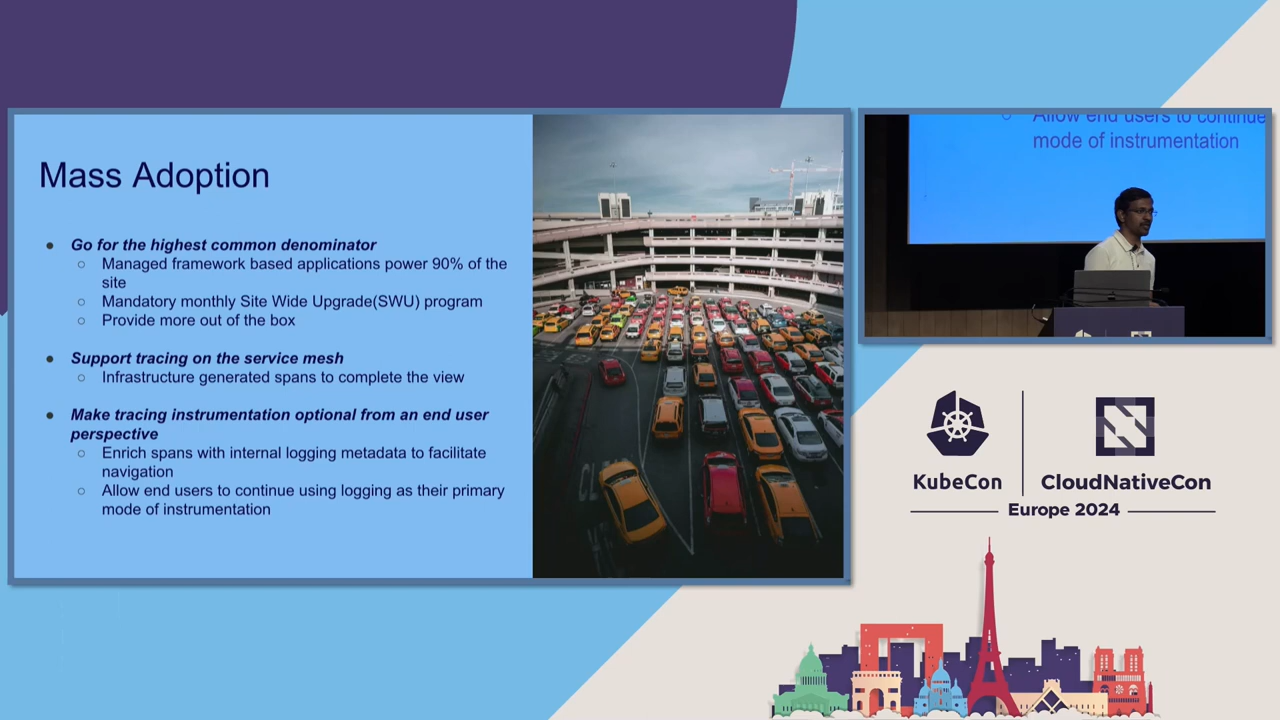 Mass Adoption
● Go for the highest common denominator
○ Managed framework based applications power 90% of the
site
○ Mandatory monthly Site Wide Upgrade(SWU) program
○ Provide more out of the box
● Support tracing on the service mesh
○ Infrastructure generated spans to complete the view
● Make tracing instrumentation optional from an end user
perspective
○ Enrich spans with internal logging metadata to facilitate
navigation
○ Allow end users to continue using logging as their primary
mode of instrumentation
○ Allow end users to continue
mode of instrumentation
KubeCon
CloudNativeCon
Europe 2024